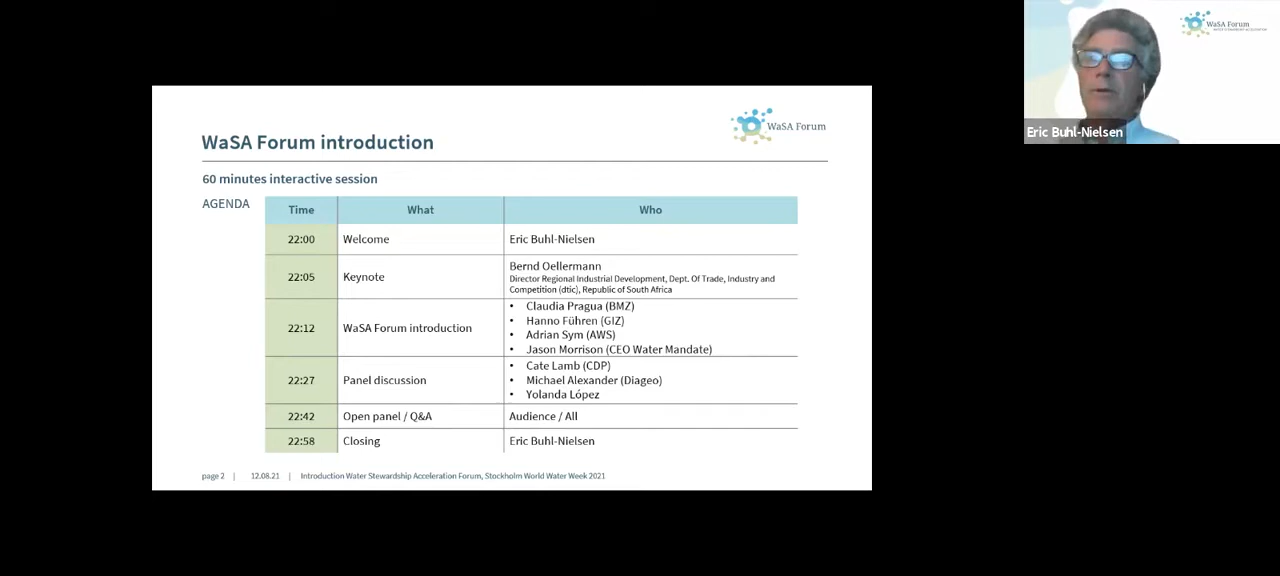 WaSA Forum
WaSA Forum introduction
WaSA Forum
Eric Buhl-Nielsen
60 minutes interactive session
AGENDA
Time What Who
22:00 Welcome Eric Buhl-Nielsen
22:05 Keynote Bernd Oellermann
Director Regional Industrial Development, Dept. Of Trade, Industry and
Competition (dtic), Republic of South Africa
22:12 WaSA Forum introduction
• Claudia Pragua (BMZ)
• Hanno Führen (GIZ)
• Adrian Sym (AWS)
• Jason Morrison (CEO Water Mandate)
22:27 Panel discussion
• Cate Lamb (CDP)
• Michael Alexander (Diageo)
• Yolanda López
22:42 Open panel / Q&A Audience / All
22:58 Closing Eric Buhl-Nielsen
page 2 | 12.08.21 | Introduction Water Stewardship Acceleration Forum, Stockholm World Water Week 2021